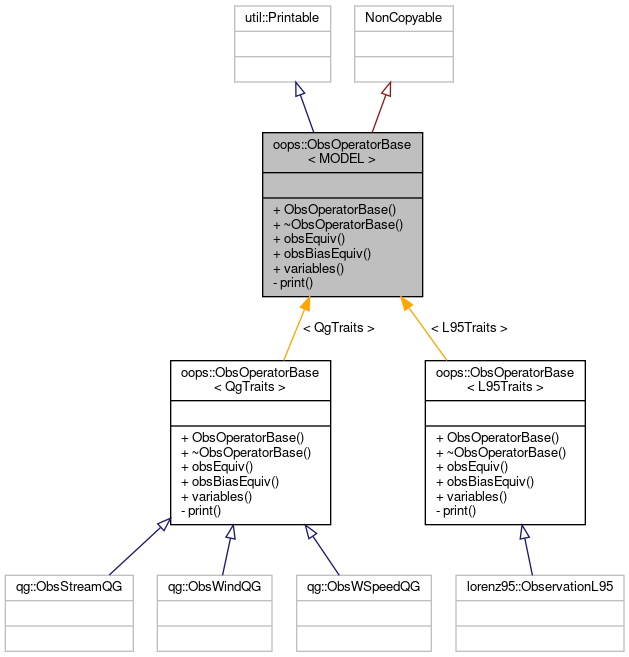 util::Printable
NonCopyable
oops::ObsOperatorBase
< MODEL >
+ ObsOperatorBase()
+ ~ObsOperatorBase()
+ obsEquiv()
+ obsBiasEquiv()
+ variables()
- print()
< QgTraits >
< L95Traits >
oops::ObsOperatorBase
< QgTraits >
+ ObsOperatorBase()
+ ~ObsOperatorBase()
+ obsEquiv()
+ obsBiasEquiv()
+ variables()
- print()
oops::ObsOperatorBase
< L95Traits >
+ ObsOperatorBase()
+ ~ObsOperatorBase()
+ obsEquiv()
+ obsBiasEquiv()
+ variables()
- print()
qg::ObsStreamQG
qg::ObsWindQG
qg::ObsWSpeedQG
lorenz95::ObservationL95